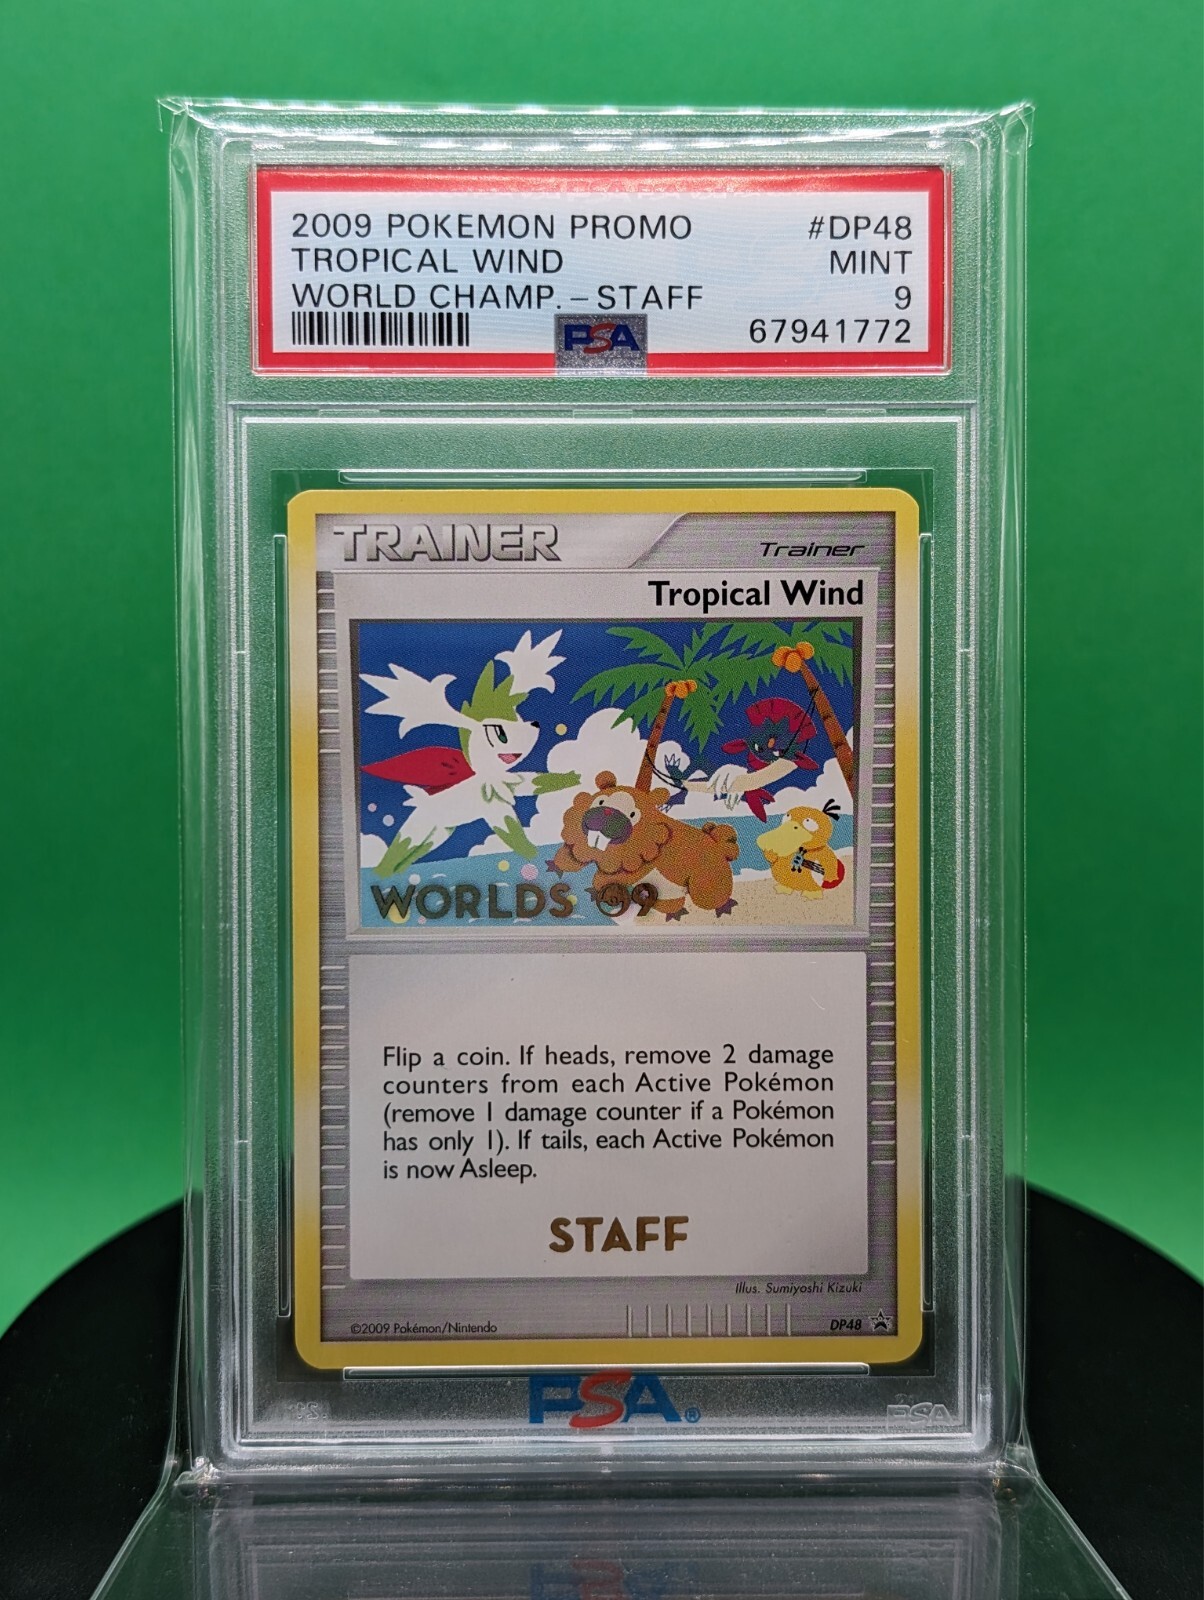 2009 POKEMON PROMO #DP48
TROPICAL WIND MINT
WORLD CHAMP.-STAFF 9
67941772
PSA
TRAINER
Trainer
Tropical Wind
WORLDS '09
Flip a coin. If heads, remove 2 damage
counters from each Active Pokémon
(remove 1 damage counter if a Pokémon
has only 1). If tails, each Active Pokémon
is now Asleep.
STAFF
Illus. Sumiyoshi Kizuki
©2009 Pokémon/Nintendo
DP48
PSA®
PSA